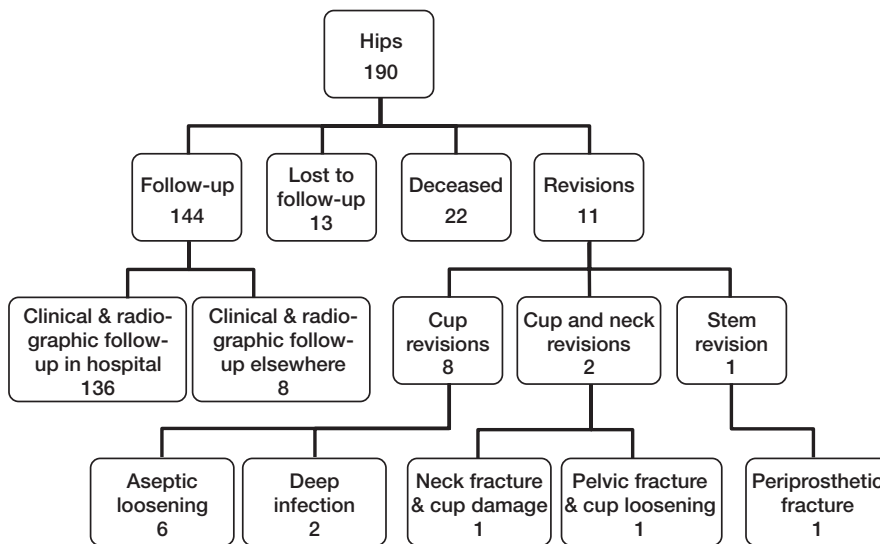 Hips
190
Follow-up
144
Lost to
follow-up
13
Deceased
22
Revisions
11
Clinical & radio-
graphic follow-
up in hospital
136
Clinical & radio-
graphic follow-
up elsewhere
8
Cup
revisions
8
Cup and neck
revisions
2
Stem
revision
1
Aseptic
loosening
6
Deep
infection
2
Neck fracture
& cup damage
1
Pelvic fracture
& cup loosening
1
Periprosthetic
fracture
1